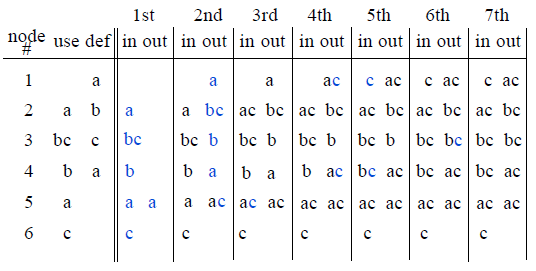 1st 2nd 3rd 4th 5th 6th 7th
node # use def in out in out in out in out in out in out in out
1 a a a ac c ac c ac c ac
2 a b a a bc ac bc ac bc ac bc ac bc ac bc
3 bc c bc bc b bc b bc b bc b bc bc bc bc
4 b a b b a b a b ac bc ac bc ac bc ac
5 a a a a ac ac ac ac ac ac ac ac ac ac ac
6 c c c c c c c c